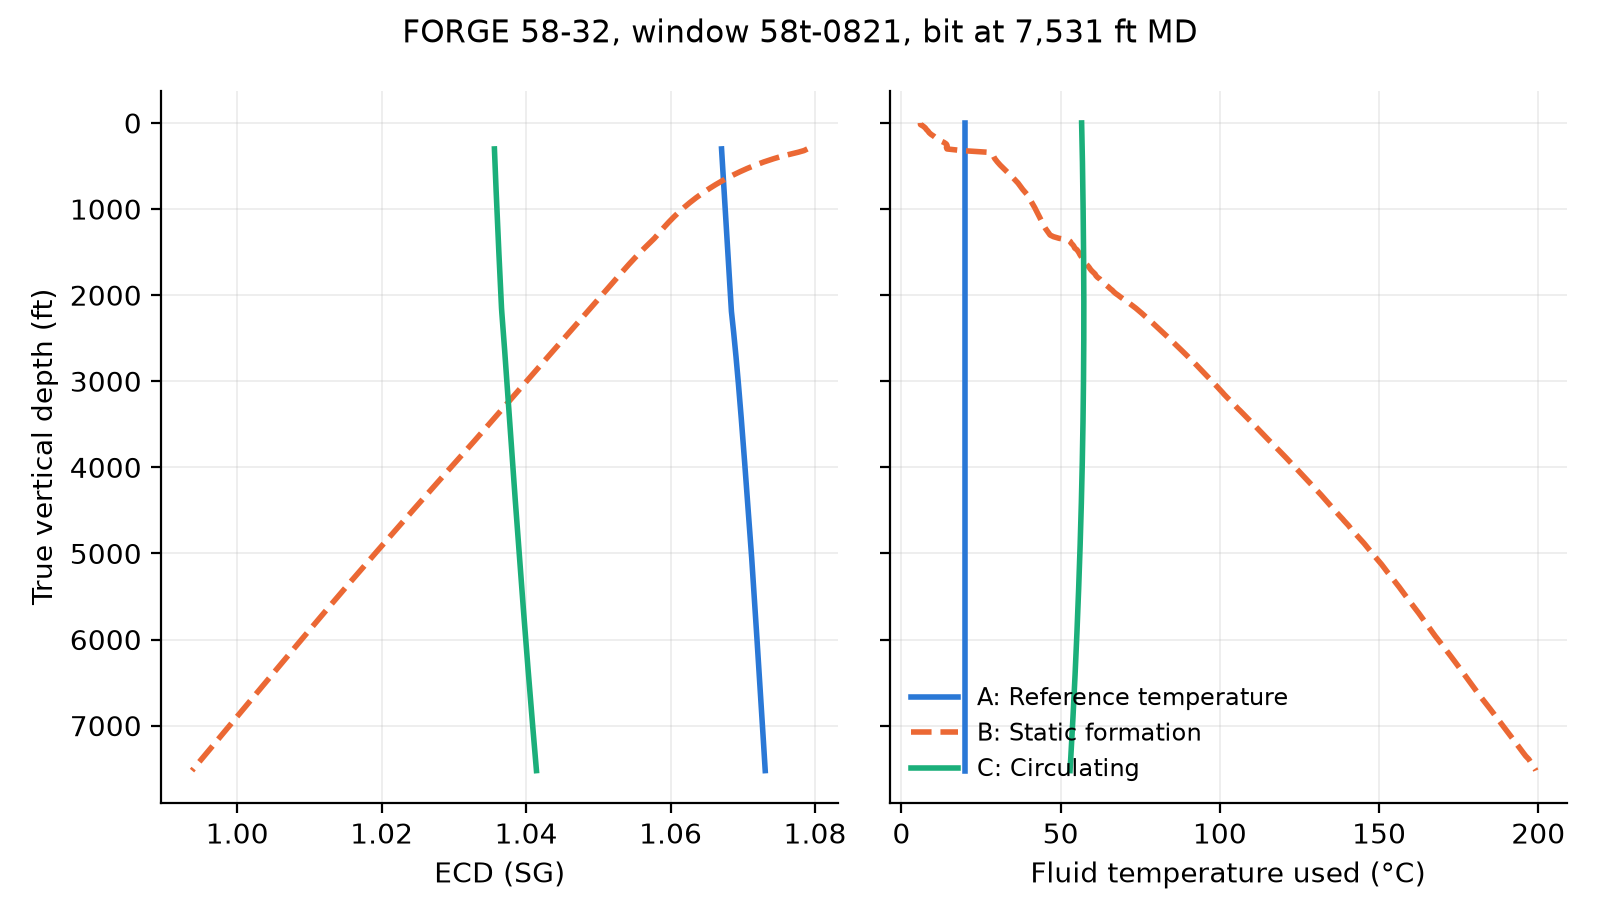 FORGE 58-32, window 58t-0821, bit at 7,531 ft MD
True vertical depth (ft)
0
1000
2000
3000
4000
5000
6000
7000
1.00 1.02 1.04 1.06 1.08
ECD (SG)
A: Reference temperature
B: Static formation
C: Circulating
0 50 100 150 200
Fluid temperature used (°C)